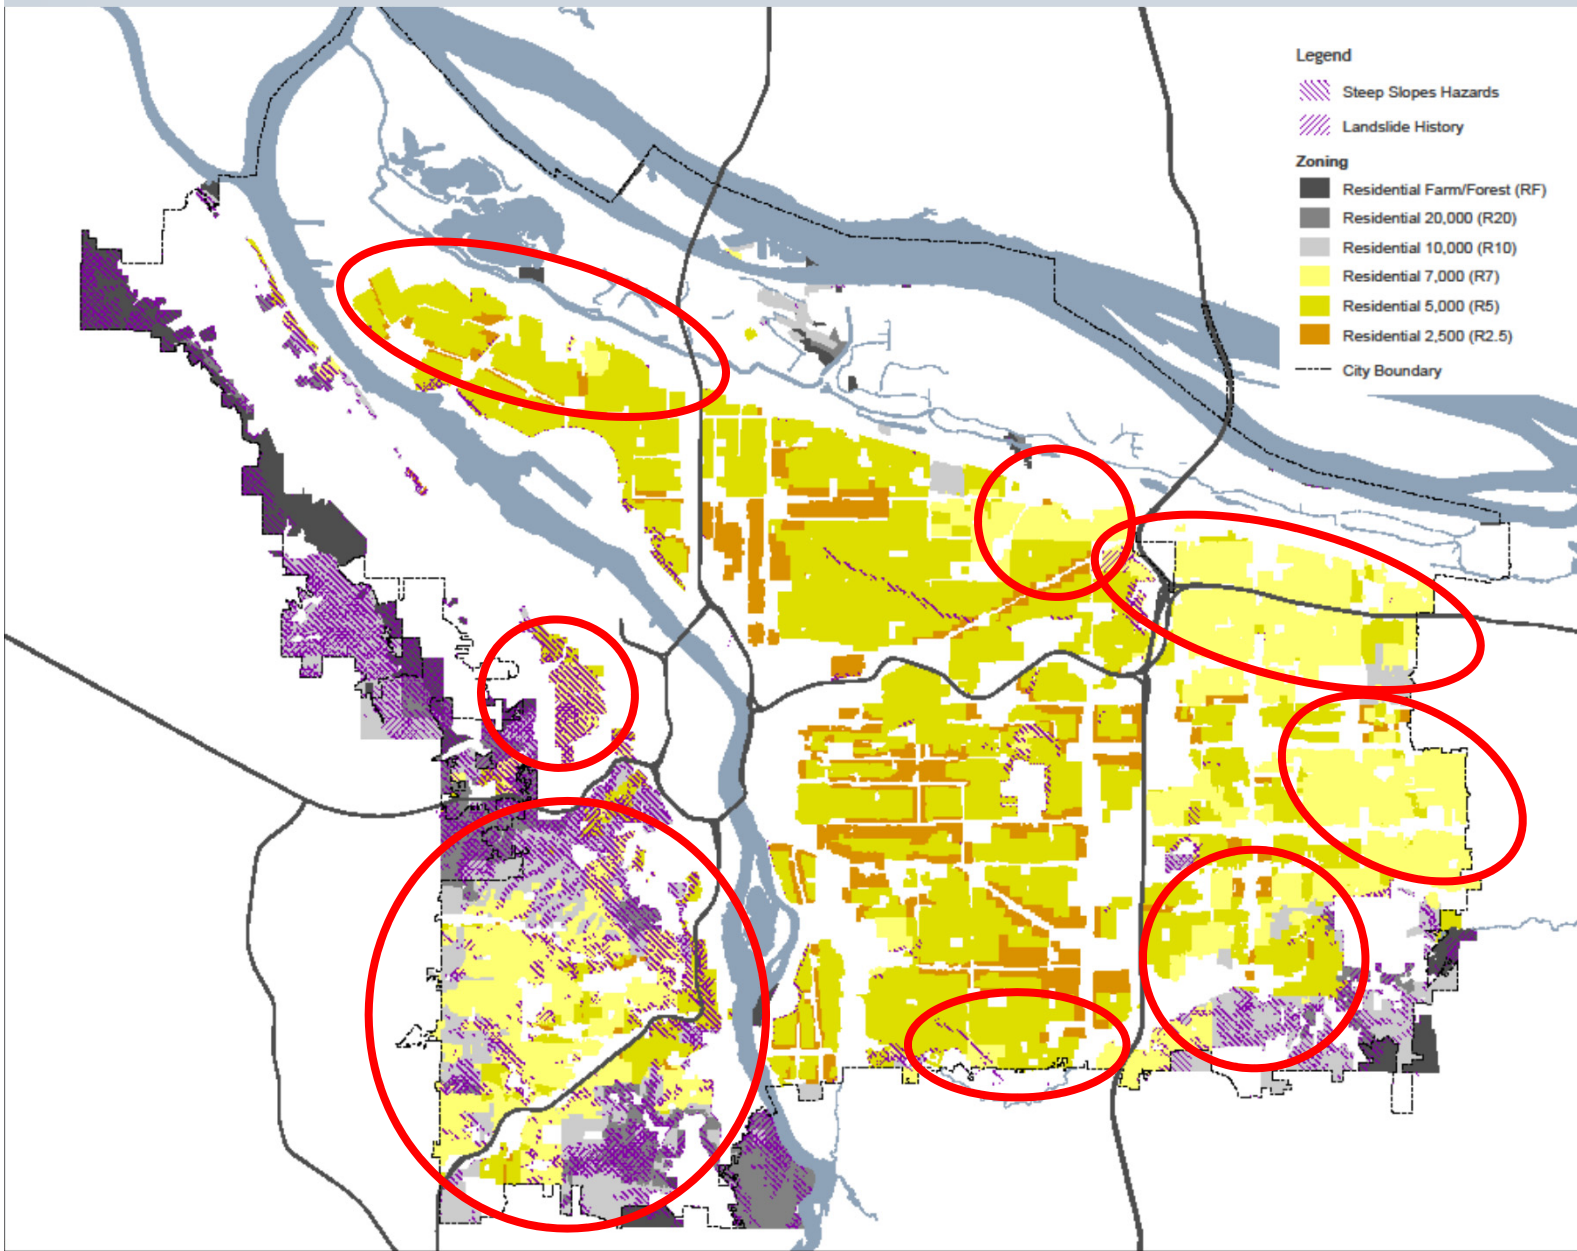 Legend
Steep Slopes Hazards
Landslide History
Zoning
Residential Farm/Forest (RF)
Residential 20,000 (R20)
Residential 10,000 (R10)
Residential 7,000 (R7)
Residential 5,000 (R5)
Residential 2,500 (R2.5)
City Boundary